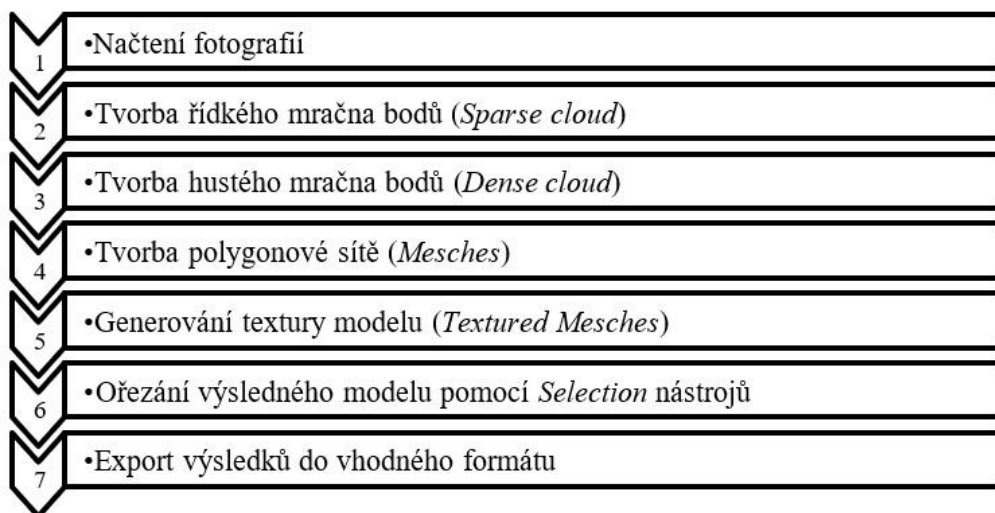 1 •Načtení fotografií
2 •Tvorba řídkého mračna bodů (Sparse cloud)
3 •Tvorba hustého mračna bodů (Dense cloud)
4 •Tvorba polygonové sítě (Mesches)
5 •Generování textury modelu (Textured Mesches)
6 •Ořezání výsledného modelu pomocí Selection nástrojů
7 •Export výsledků do vhodného formátu